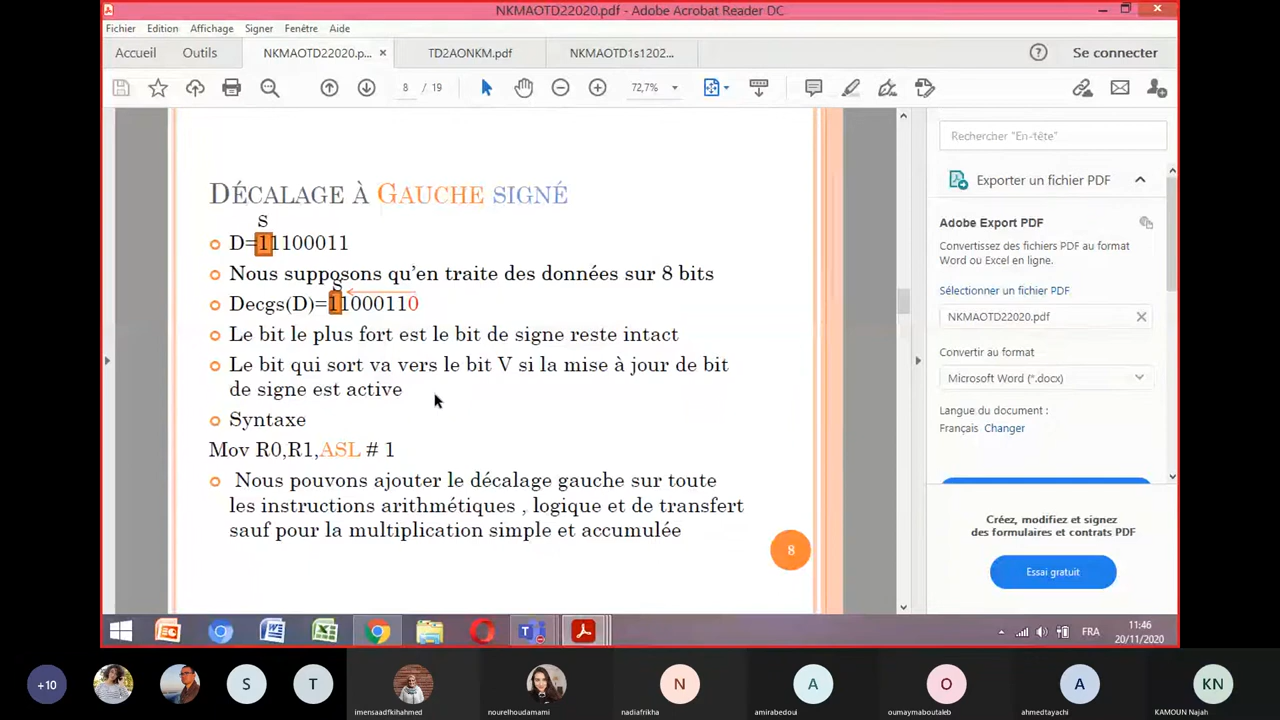 NKMAOTD22020.pdf - Adobe Acrobat Reader DC
Fichier Edition Affichage Signer Fenêtre Aide
Accueil Outils NKMAOTD22020.p... × TD2AONKM.pdf NKMAOTD1s1202... Se connecter
8 / 19 72,7%
Rechercher "En-tête"
Exporter un fichier PDF
Adobe Export PDF
Convertissez des fichiers PDF au format
Word ou Excel en ligne.
Sélectionner un fichier PDF
NKMAOTD22020.pdf
Convertir au format
Microsoft Word (*.docx)
Langue du document :
Français Changer
Créez, modifiez et signez
des formulaires et contrats PDF
Essai gratuit
DÉCALAGE À GAUCHE SIGNÉ
S
D=11100011
Nous supposons qu'en traite des données sur 8 bits
S
Decgs(D)=11000110
Le bit le plus fort est le bit de signe reste intact
Le bit qui sort va vers le bit V si la mise à jour de bit
de signe est active
Syntaxe
Mov R0,R1,ASL # 1
Nous pouvons ajouter le décalage gauche sur toute
les instructions arithmétiques , logique et de transfert
sauf pour la multiplication simple et accumulée
8
FRA
11:46
20/11/2020
+10 S T N A O A KN
imensaadfkihahmed nourelhoudamami nadiafrikha amirabedoui oumaymaboutaleb ahmedtayachi KAMOUN Najah